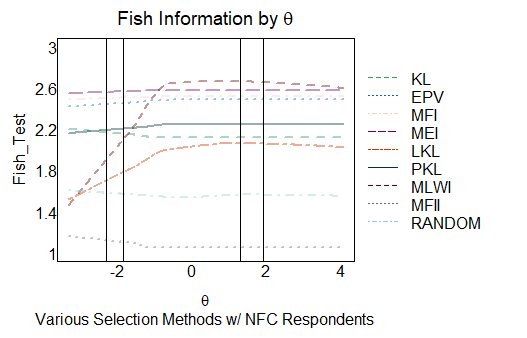 Fish Information by θ
Fish_Test
3
2.6
2.2
1.8
1.4
1
-2 0 2 4
θ
Various Selection Methods w/ NFC Respondents
KL
EPV
MFI
MEI
LKL
PKL
MLWI
MFII
RANDOM